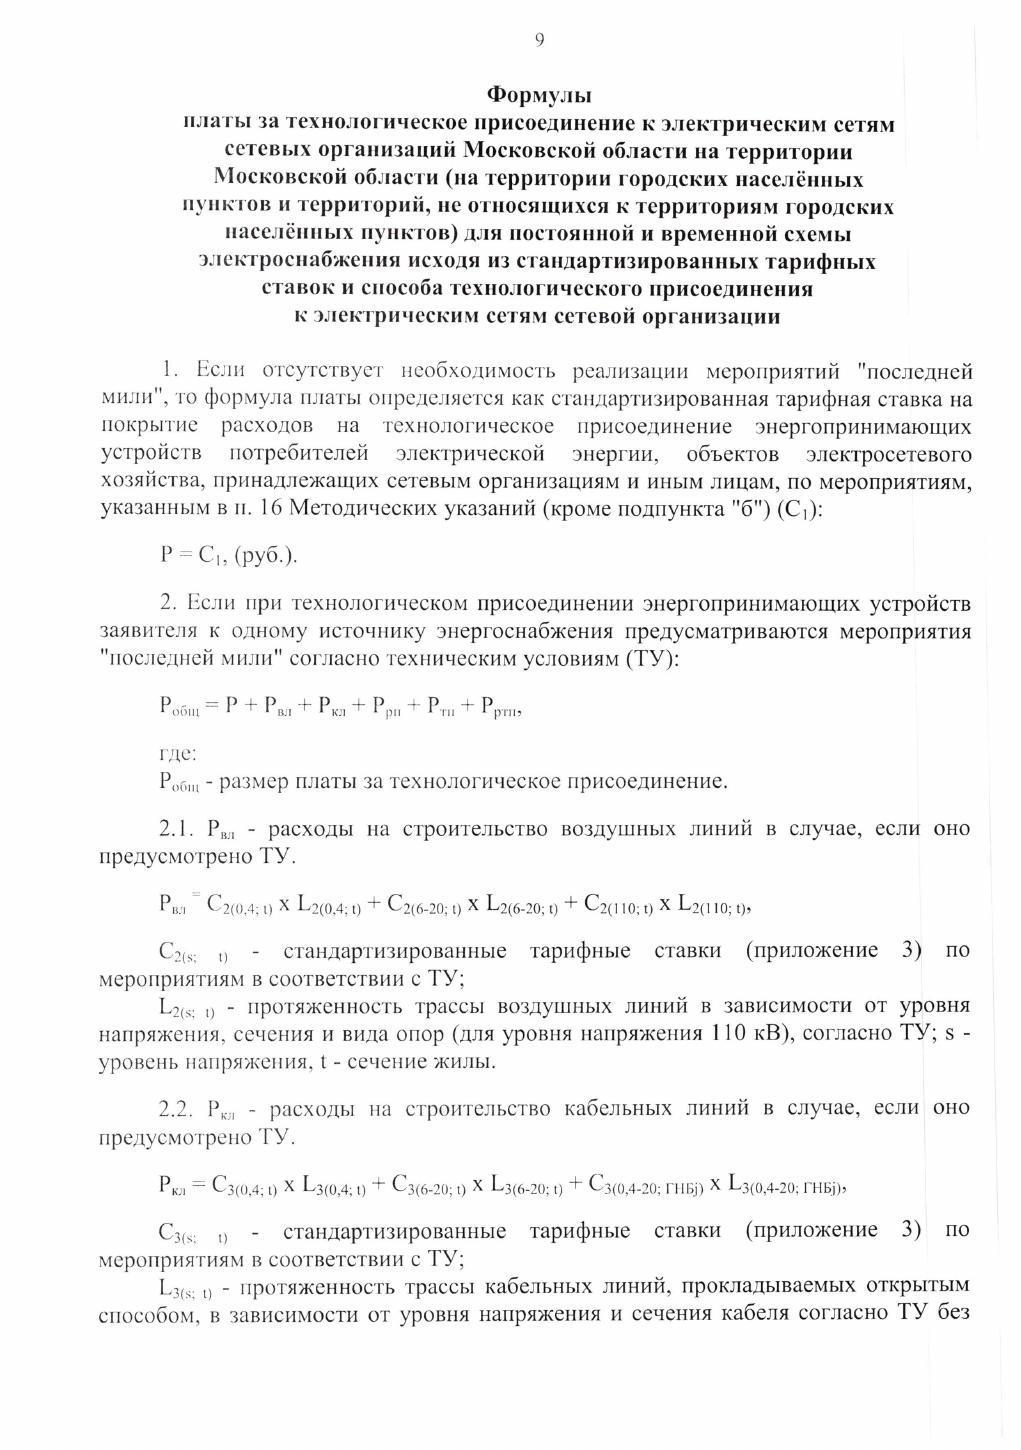 9
Формулы
платы за технологическое присоединение к электрическим сетям
сетевых организаций Московской области на территории
Московской области (на территории городских населённых
пунктов и территорий, не относящихся к территориям городских
населённых пунктов) для постоянной и временной схемы
электроснабжения исходя из стандартизированных тарифных
ставок и способа технологического присоединения
к электрическим сетям сетевой организации
1. Если отсутствует необходимость реализации мероприятий "последней
мили", то формула платы определяется как стандартизированная тарифная ставка на
покрытие расходов на технологическое присоединение энергопринимающих
устройств потребителей электрической энергии, объектов электросетевого
хозяйства, принадлежащих сетевым организациям и иным лицам, по мероприятиям,
указанным в п. 16 Методических указаний (кроме подпункта "б") (C₁):
P = C₁, (руб.).
2. Если при технологическом присоединении энергопринимающих устройств
заявителя к одному источнику энергоснабжения предусматриваются мероприятия
"последней мили" согласно техническим условиям (ТУ):
Pобщ = P + Pвл + Pкл + Pрп + Pтп + Pртп,
где:
Pобщ - размер платы за технологическое присоединение.
2.1. Pвл - расходы на строительство воздушных линий в случае, если оно
предусмотрено ТУ.
Pвл = C2(0,4; t) x L2(0,4; t) + C2(6-20; t) x L2(6-20; t) + C2(110; t) x L2(110; t),
C2(s; t) - стандартизированные тарифные ставки (приложение 3) по
мероприятиям в соответствии с ТУ;
L2(s; t) - протяженность трассы воздушных линий в зависимости от уровня
напряжения, сечения и вида опор (для уровня напряжения 110 кВ), согласно ТУ; s -
уровень напряжения, t - сечение жилы.
2.2. Pкл - расходы на строительство кабельных линий в случае, если оно
предусмотрено ТУ.
Pкл = C3(0,4; t) x L3(0,4; t) + C3(6-20; t) x L3(6-20; t) + C3(0,4-20; ГНБj) x L3(0,4-20; ГНБj),
C3(s; t) - стандартизированные тарифные ставки (приложение 3) по
мероприятиям в соответствии с ТУ;
L3(s; t) - протяженность трассы кабельных линий, прокладываемых открытым
способом, в зависимости от уровня напряжения и сечения кабеля согласно ТУ без